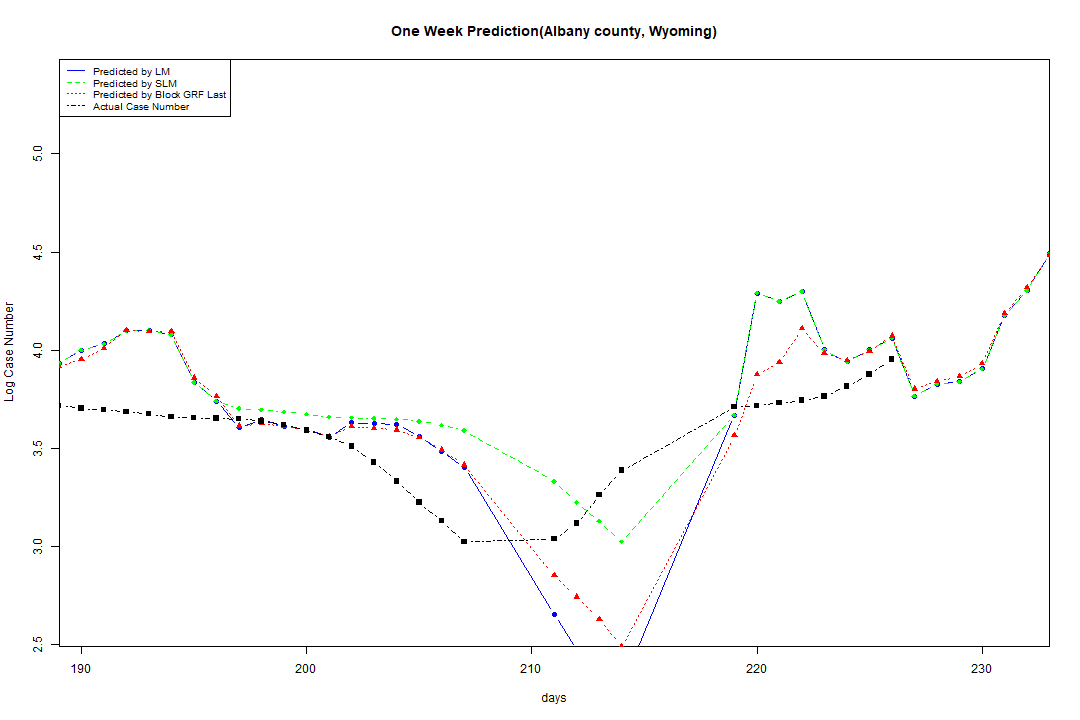 One Week Prediction(Albany county, Wyoming)
Predicted by LM
Predicted by SLM
Predicted by Block GRF Last
Actual Case Number
5.0
4.5
4.0
3.5
3.0
2.5
Log Case Number
190 200 210 220 230
days